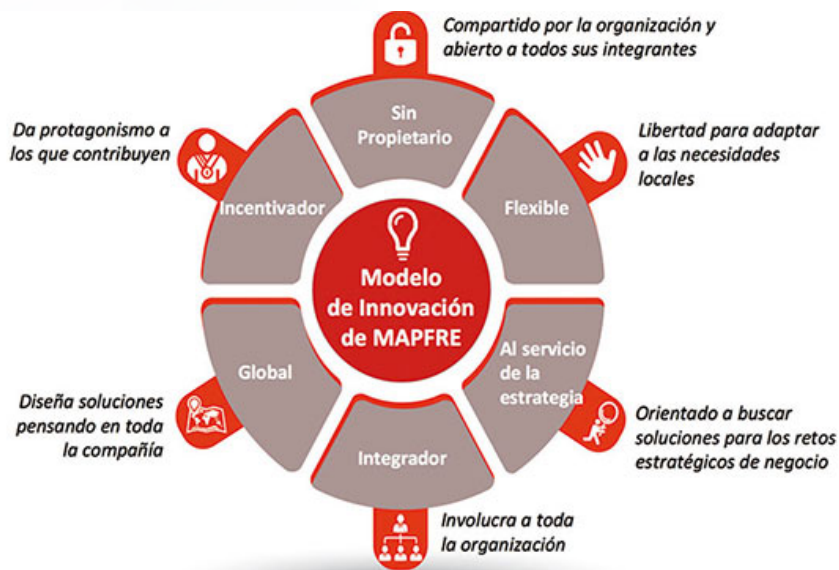 Compartido por la organización y
abierto a todos sus integrantes
Sin
Propietario
Da protagonismo a
los que contribuyen
Libertad para adaptar
a las necesidades
locales
Incentivador
Flexible
Modelo
de Innovación
de MAPFRE
Global
Al servicio
de la
estrategia
Diseña soluciones
pensando en toda
la compañía
Orientado a buscar
soluciones para los retos
estratégicos de negocio
Integrador
Involucra a toda
la organización